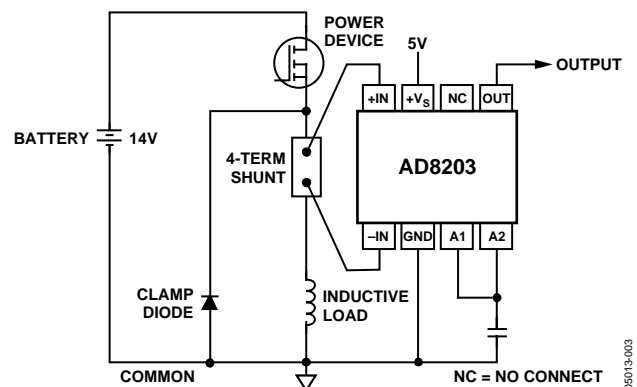 POWER
DEVICE
5V
OUTPUT
+IN
+VS
NC
OUT
BATTERY
14V
4-TERM
SHUNT
AD8203
–IN
GND
A1
A2
CLAMP
DIODE
INDUCTIVE
LOAD
COMMON
NC = NO CONNECT
05013-003